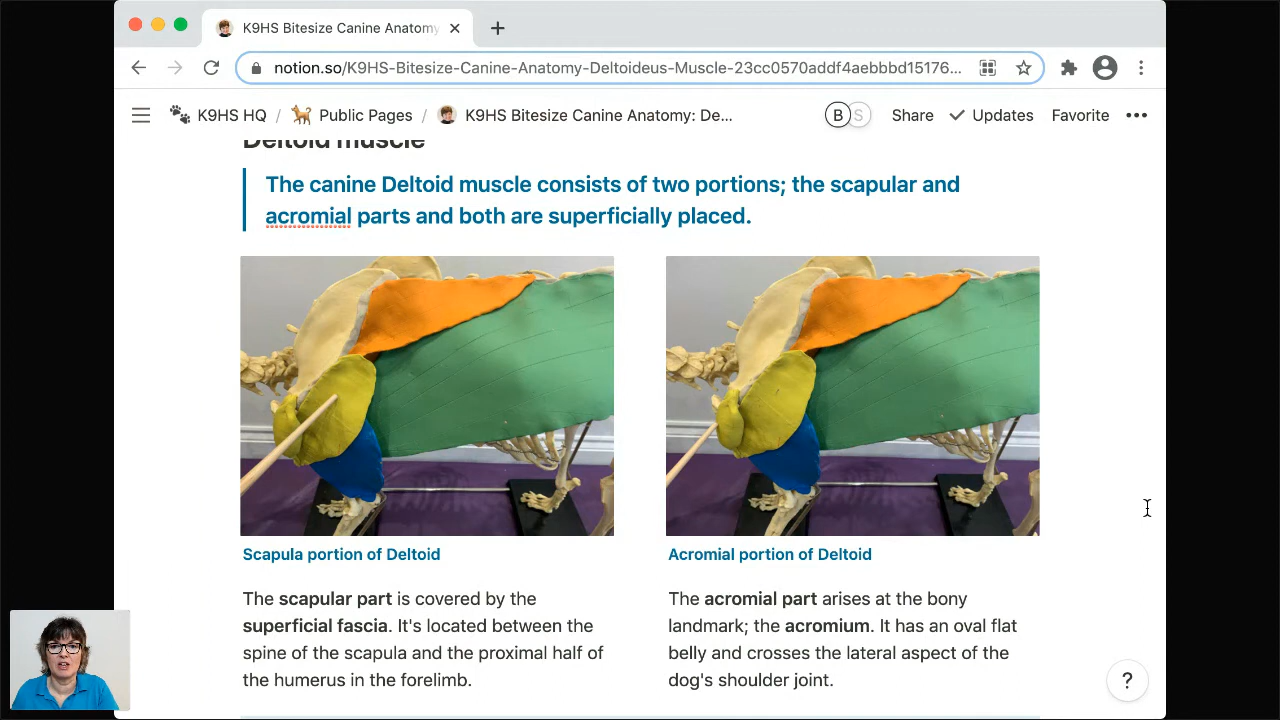 K9HS Bitesize Canine Anatomy
notion.so/K9HS-Bitesize-Canine-Anatomy-Deltoideus-Muscle-23cc0570addf4aebbbd15176...
K9HS HQ / Public Pages / K9HS Bitesize Canine Anatomy: De... B S Share Updates Favorite
Deltoid muscle
The canine Deltoid muscle consists of two portions; the scapular and
acromial parts and both are superficially placed.
Scapula portion of Deltoid
The scapular part is covered by the
superficial fascia. It's located between the
spine of the scapula and the proximal half of
the humerus in the forelimb.
Acromial portion of Deltoid
The acromial part arises at the bony
landmark; the acromium. It has an oval flat
belly and crosses the lateral aspect of the
dog's shoulder joint.
?